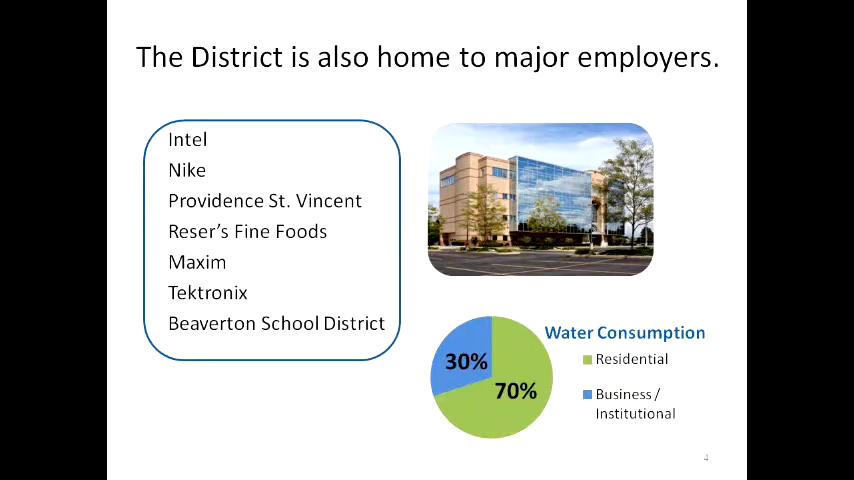 The District is also home to major employers.
Intel
Nike
Providence St. Vincent
Reser’s Fine Foods
Maxim
Tektronix
Beaverton School District
Water Consumption
30%
70%
Residential
Business /
Institutional
4